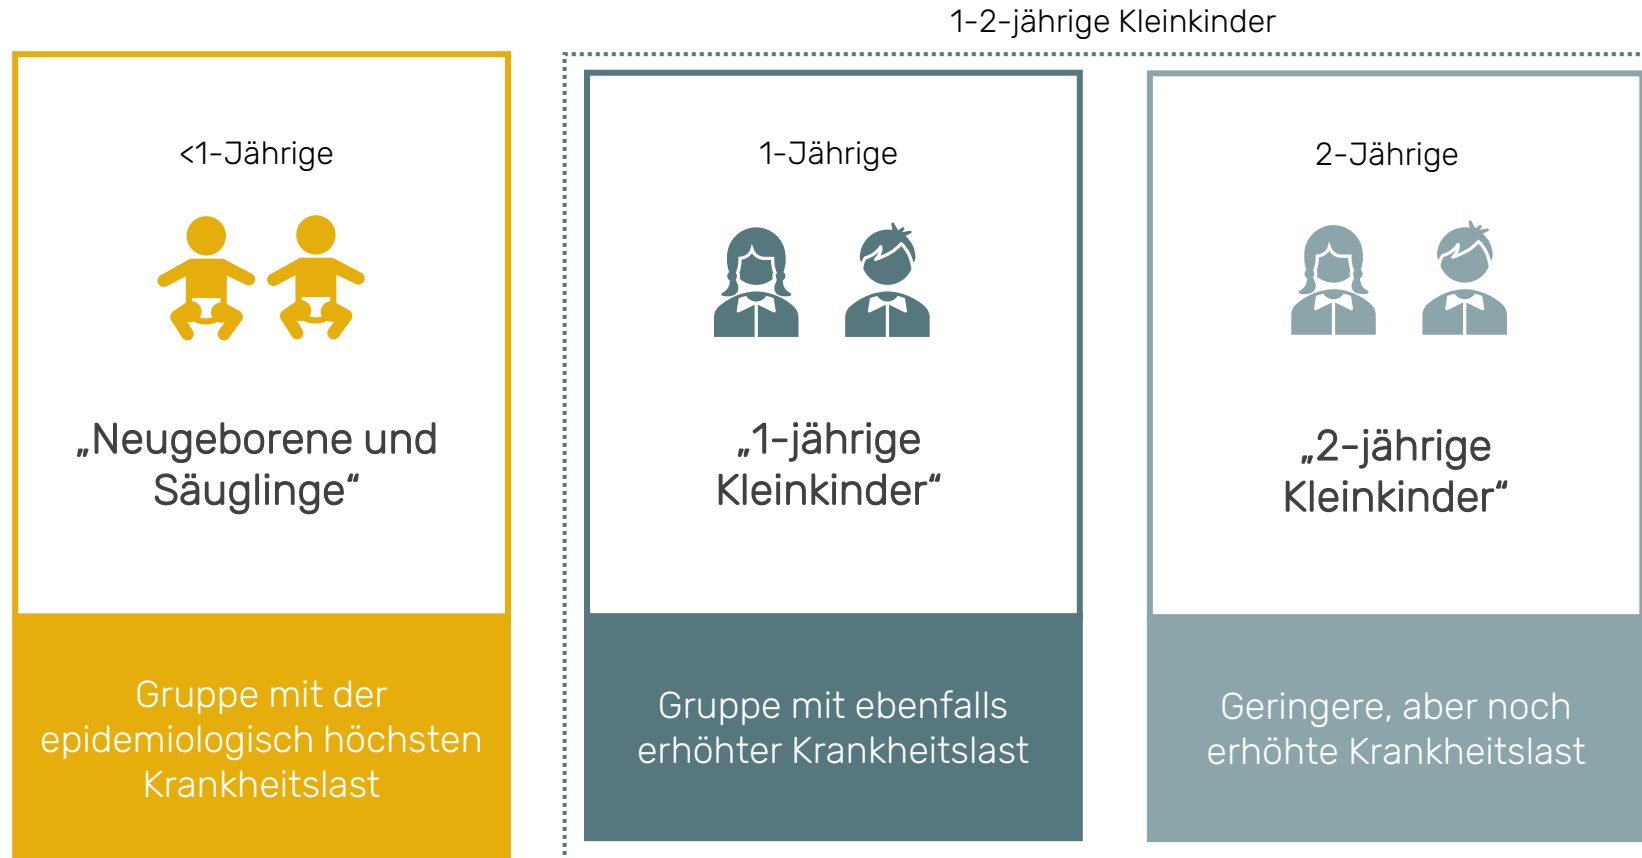 1-2-jährige Kleinkinder
<1-Jährige
„Neugeborene und
Säuglinge“
Gruppe mit der
epidemiologisch höchsten
Krankheitslast
1-Jährige
„1-jährige
Kleinkinder“
Gruppe mit ebenfalls
erhöhter Krankheitslast
2-Jährige
„2-jährige
Kleinkinder“
Geringere, aber noch
erhöhte Krankheitslast